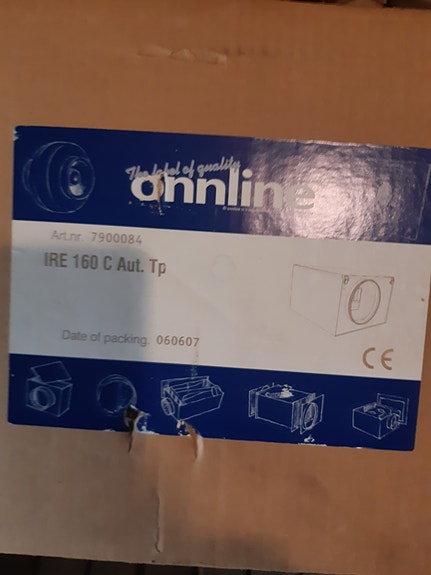 The label of quality
onnline
Art.nr. 7900084
IRE 160 C Aut. Tp
Date of packing. 060607
CE